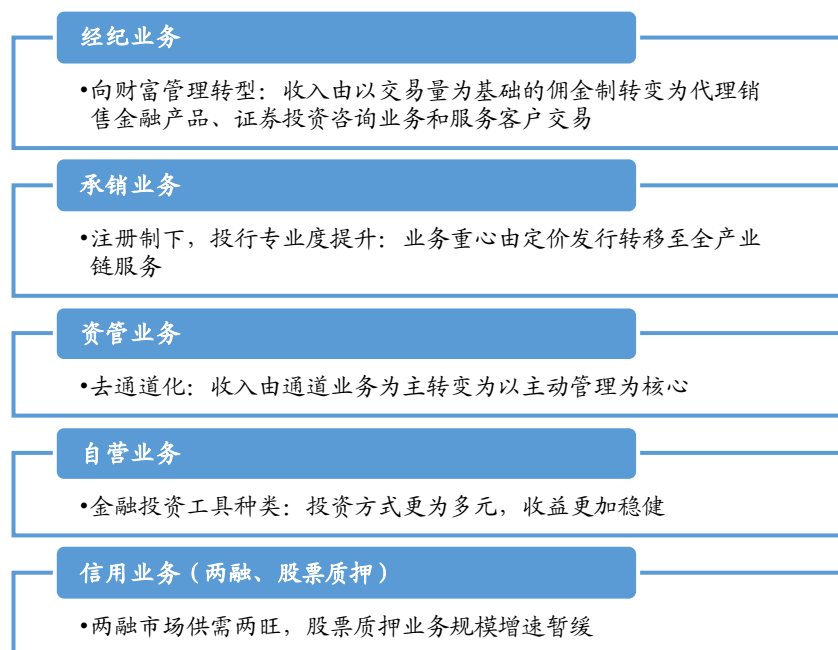 经纪业务
•向财富管理转型：收入由以交易量为基础的佣金制转变为代理销
售金融产品、证券投资咨询业务和服务客户交易
承销业务
•注册制下，投行专业度提升：业务重心由定价发行转移至全产业
链服务
资管业务
•去通道化：收入由通道业务为主转变为以主动管理为核心
自营业务
•金融投资工具种类：投资方式更为多元，收益更加稳健
信用业务（两融、股票质押）
•两融市场供需两旺，股票质押业务规模增速暂缓